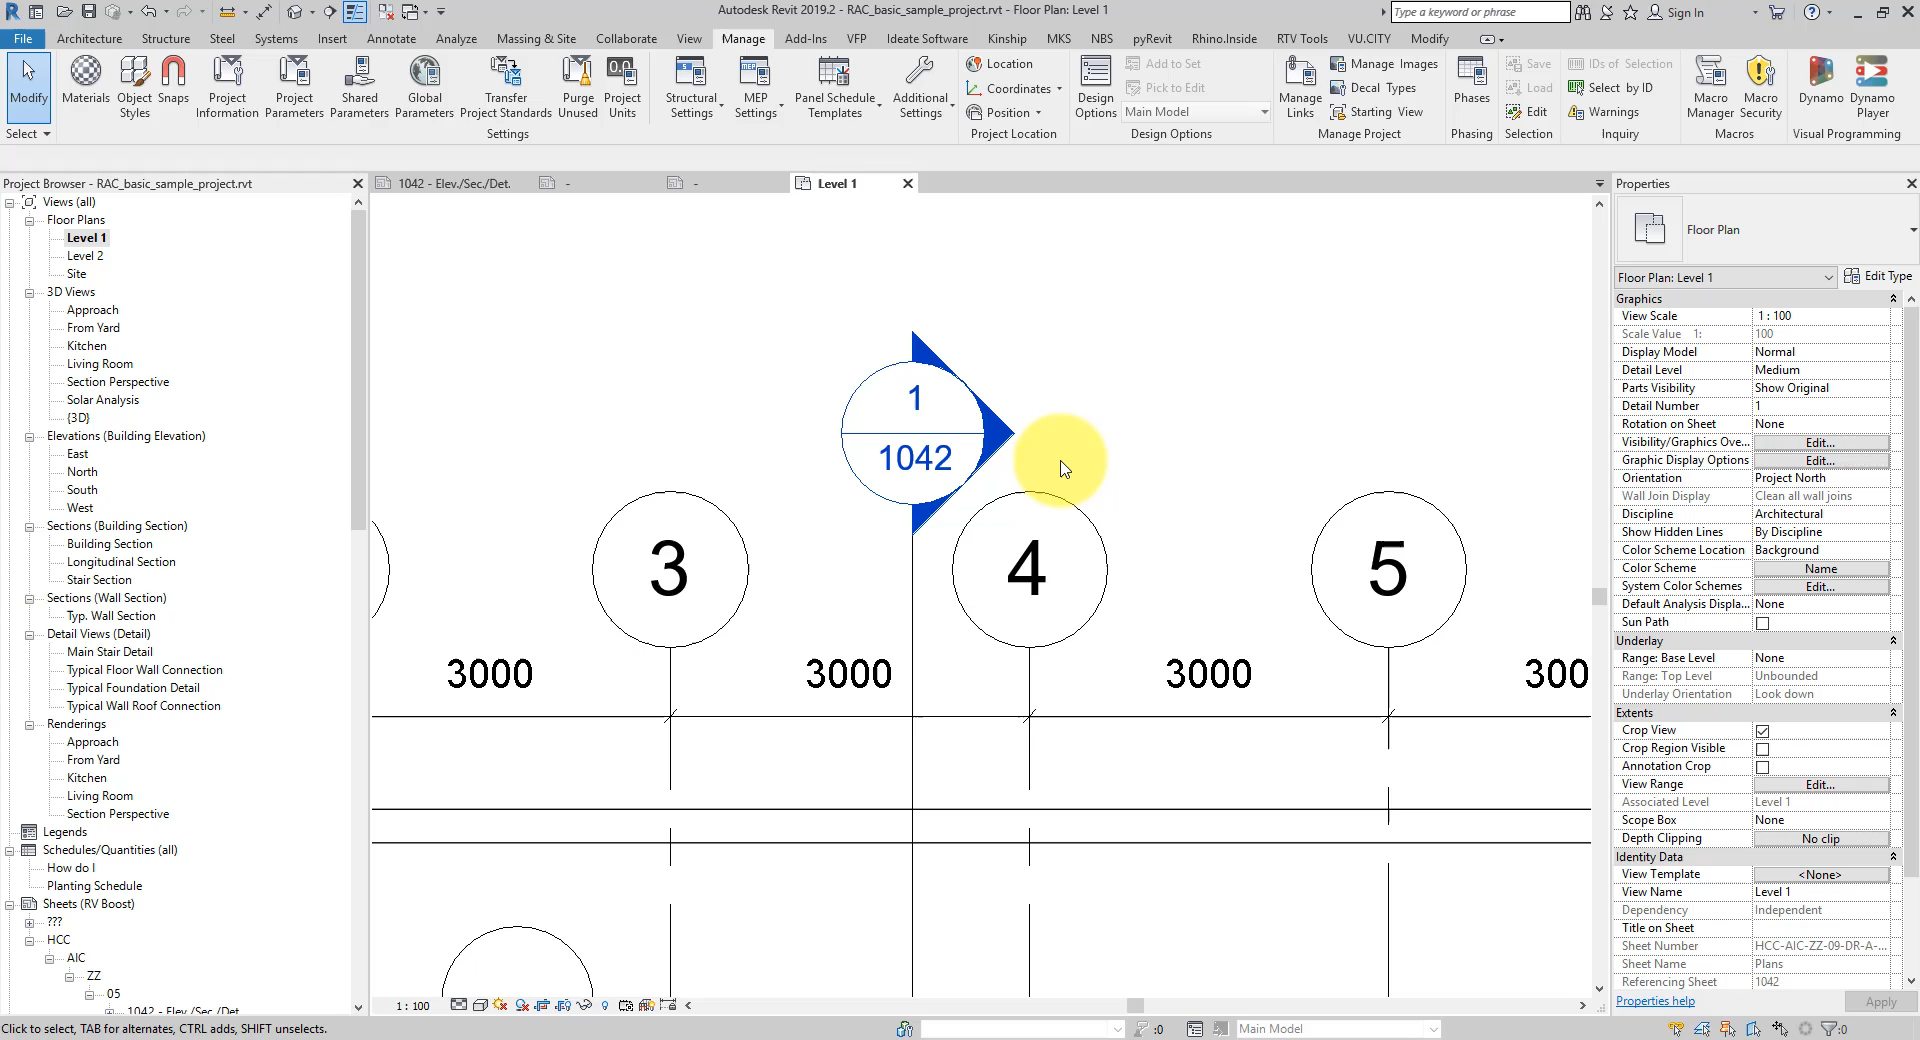 Autodesk Revit 2019.2 - RAC_basic_sample_project.rvt - Floor Plan: Level 1
Type a keyword or phrase
Sign In
File Architecture Structure Steel Systems Insert Annotate Analyze Massing & Site Collaborate View Manage Add-Ins VFP Ideate Software Kinship MKS NBS pyRevit Rhino.Inside RTV Tools VU.CITY Modify
Modify
Materials
Object Styles
Snaps
Project Information
Project Parameters
Shared Parameters
Global Parameters
Transfer Project Standards
Purge Unused
Project Units
Structural Settings
MEP Settings
Panel Schedule Templates
Additional Settings
Location
Coordinates
Position
Design Options
Add to Set
Pick to Edit
Main Model
Manage Links
Manage Images
Decal Types
Starting View
Phases
Save
Load
Edit
IDs of Selection
Select by ID
Warnings
Macro Manager
Macro Security
Dynamo
Dynamo Player
Select Settings Project Location Design Options Manage Project Phasing Selection Inquiry Macros Visual Programming
Project Browser - RAC_basic_sample_project.rvt
Views (all)
Floor Plans
Level 1
Level 2
Site
3D Views
Approach
From Yard
Kitchen
Living Room
Section Perspective
Solar Analysis
{3D}
Elevations (Building Elevation)
East
North
South
West
Sections (Building Section)
Building Section
Longitudinal Section
Stair Section
Sections (Wall Section)
Typ. Wall Section
Detail Views (Detail)
Main Stair Detail
Typical Floor Wall Connection
Typical Foundation Detail
Typical Wall Roof Connection
Renderings
Approach
From Yard
Kitchen
Living Room
Section Perspective
Legends
Schedules/Quantities (all)
How do I
Planting Schedule
Sheets (RV Boost)
???
HCC
AIC
ZZ
05
1042 - Elev./Sec./Det.
1042 - Elev./Sec./Det. - - Level 1
1
1042
3 4 5
3000 3000 3000 300
1 : 100
Properties
Floor Plan
Floor Plan: Level 1 Edit Type
Graphics
View Scale 1 : 100
Scale Value 1: 100
Display Model Normal
Detail Level Medium
Parts Visibility Show Original
Detail Number 1
Rotation on Sheet None
Visibility/Graphics Ove... Edit...
Graphic Display Options Edit...
Orientation Project North
Wall Join Display Clean all wall joins
Discipline Architectural
Show Hidden Lines By Discipline
Color Scheme Location Background
Color Scheme Name
System Color Schemes Edit...
Default Analysis Displa... None
Sun Path
Underlay
Range: Base Level None
Range: Top Level Unbounded
Underlay Orientation Look down
Extents
Crop View
Crop Region Visible
Annotation Crop
View Range Edit...
Associated Level Level 1
Scope Box None
Depth Clipping No clip
Identity Data
View Template <None>
View Name Level 1
Dependency Independent
Title on Sheet
Sheet Number HCC-AIC-ZZ-09-DR-A-...
Sheet Name Plans
Referencing Sheet 1042
Properties help Apply
Click to select, TAB for alternates, CTRL adds, SHIFT unselects.
:0
Main Model
:0